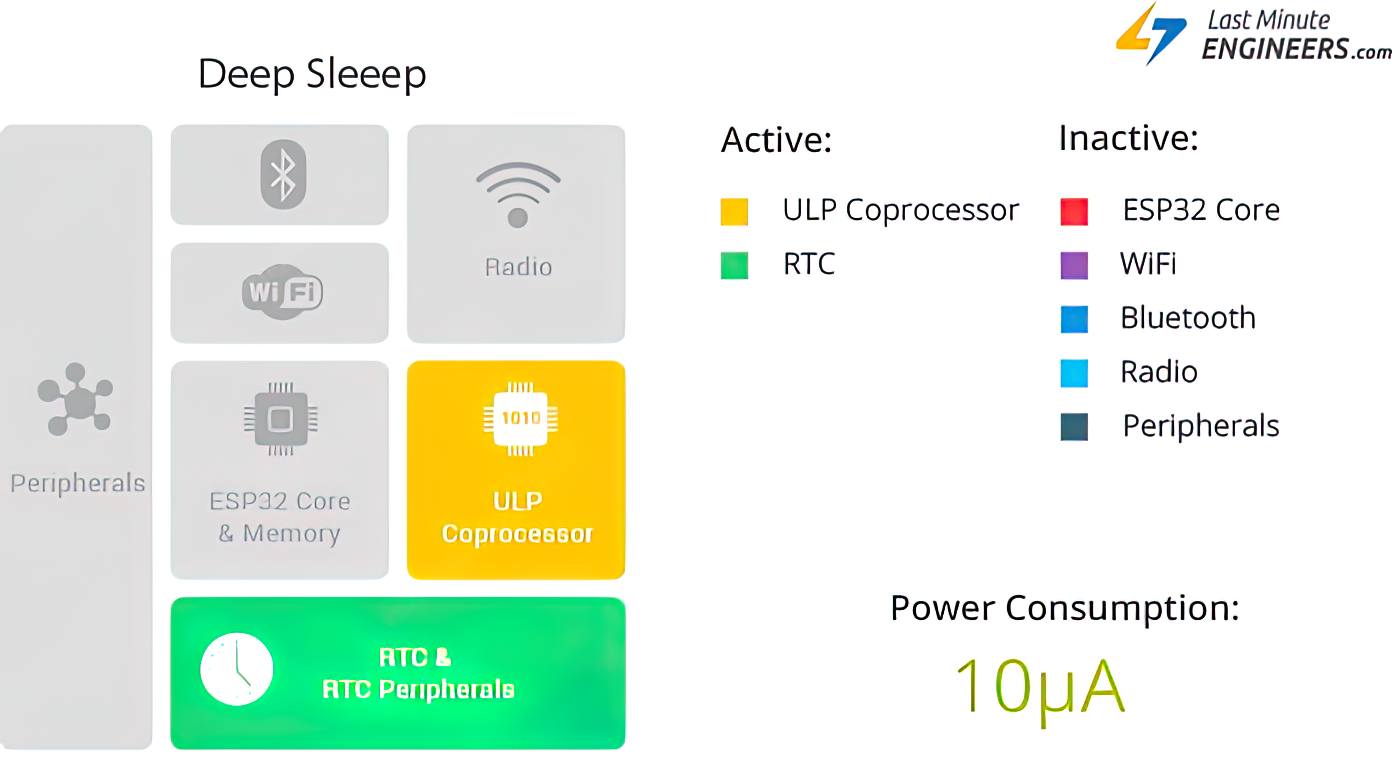 Last Minute
ENGINEERS.com
Deep Sleeep
Active:
Inactive:
ULP Coprocessor
RTC
ESP32 Core
WiFi
Bluetooth
Radio
Peripherals
Peripherals
WiFi
Radio
ESP32 Core
& Memory
1010
ULP
Coprocessor
RTC &
RTC Peripherals
Power Consumption:
10μA